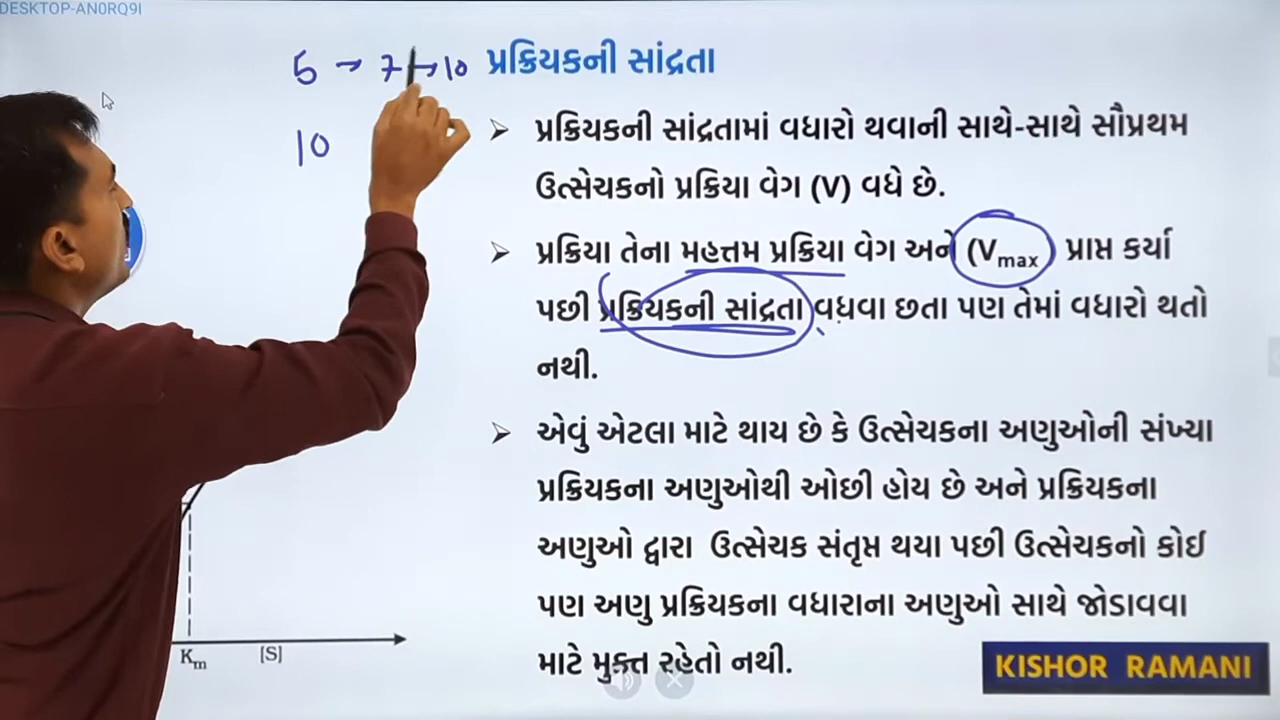 DESKTOP-AN0RQ9I
5 → 7 → 10
10
પ્રક્રિયકની સાંદ્રતા
➢ પ્રક્રિયકની સાંદ્રતામાં વધારો થવાની સાથે-સાથે સૌપ્રથમ
ઉત્સેચકનો પ્રક્રિયા વેગ (V) વધે છે.
➢ પ્રક્રિયા તેના મહત્તમ પ્રક્રિયા વેગ અને (Vmax પ્રાપ્ત કર્યા
પછી પ્રક્રિયકની સાંદ્રતા વધવા છતા પણ તેમાં વધારો થતો
નથી.
➢ એવું એટલા માટે થાય છે કે ઉત્સેચકના અણુઓની સંખ્યા
પ્રક્રિયકના અણુઓથી ઓછી હોય છે અને પ્રક્રિયકના
અણુઓ દ્વારા ઉત્સેચક સંતૃપ્ત થયા પછી ઉત્સેચકનો કોઈ
પણ અણુ પ્રક્રિયકના વધારાના અણુઓ સાથે જોડાવવા
માટે મુક્ત રહેતો નથી.
Km [S]
KISHOR RAMANI